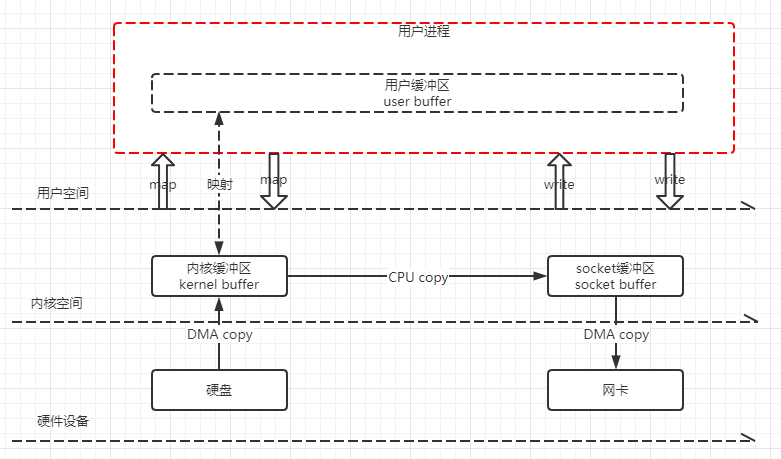 用户进程
用户缓冲区
user buffer
map
映射
map
write
write
用户空间
内核缓冲区
kernel buffer
CPU copy
socket缓冲区
socket buffer
内核空间
DMA copy
DMA copy
硬盘
网卡
硬件设备